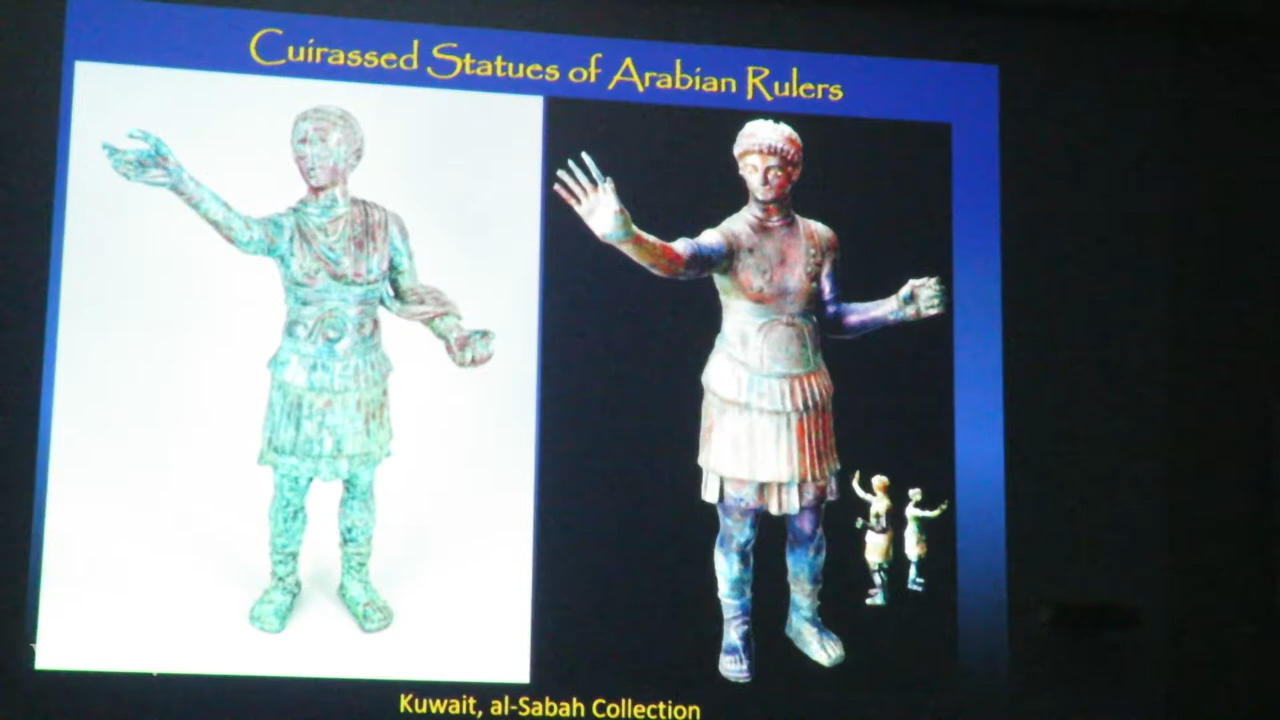 Cuirassed Statues of Arabian Rulers
Kuwait, al-Sabah Collection